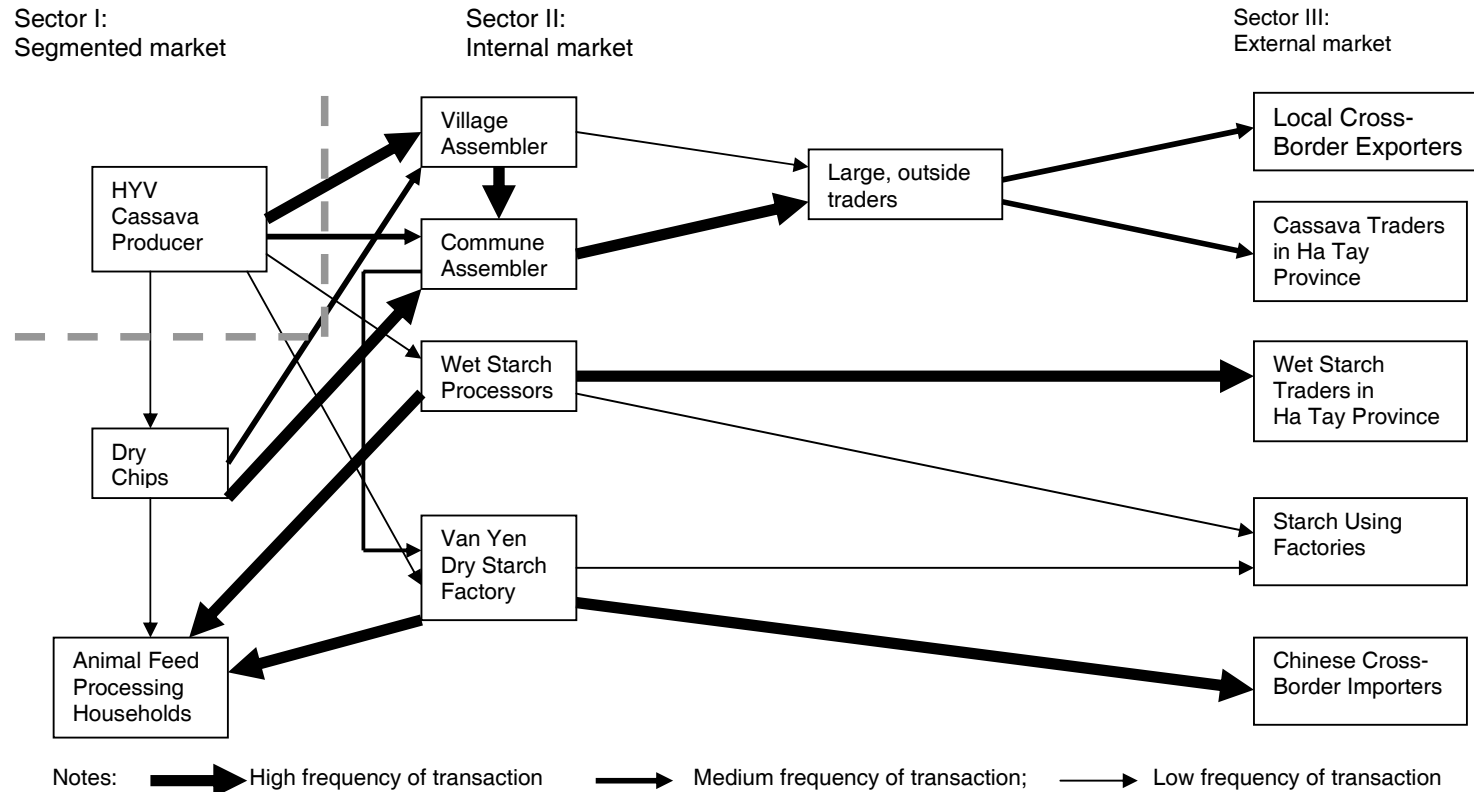 Sector I:
Segmented market
Sector II:
Internal market
Sector III:
External market
HYV
Cassava
Producer
Village
Assembler
Commune
Assembler
Large, outside
traders
Local Cross-
Border Exporters
Cassava Traders
in Ha Tay
Province
Wet Starch
Processors
Wet Starch
Traders in
Ha Tay Province
Dry
Chips
Van Yen
Dry Starch
Factory
Starch Using
Factories
Animal Feed
Processing
Households
Chinese Cross-
Border Importers
Notes: High frequency of transaction Medium frequency of transaction; Low frequency of transaction